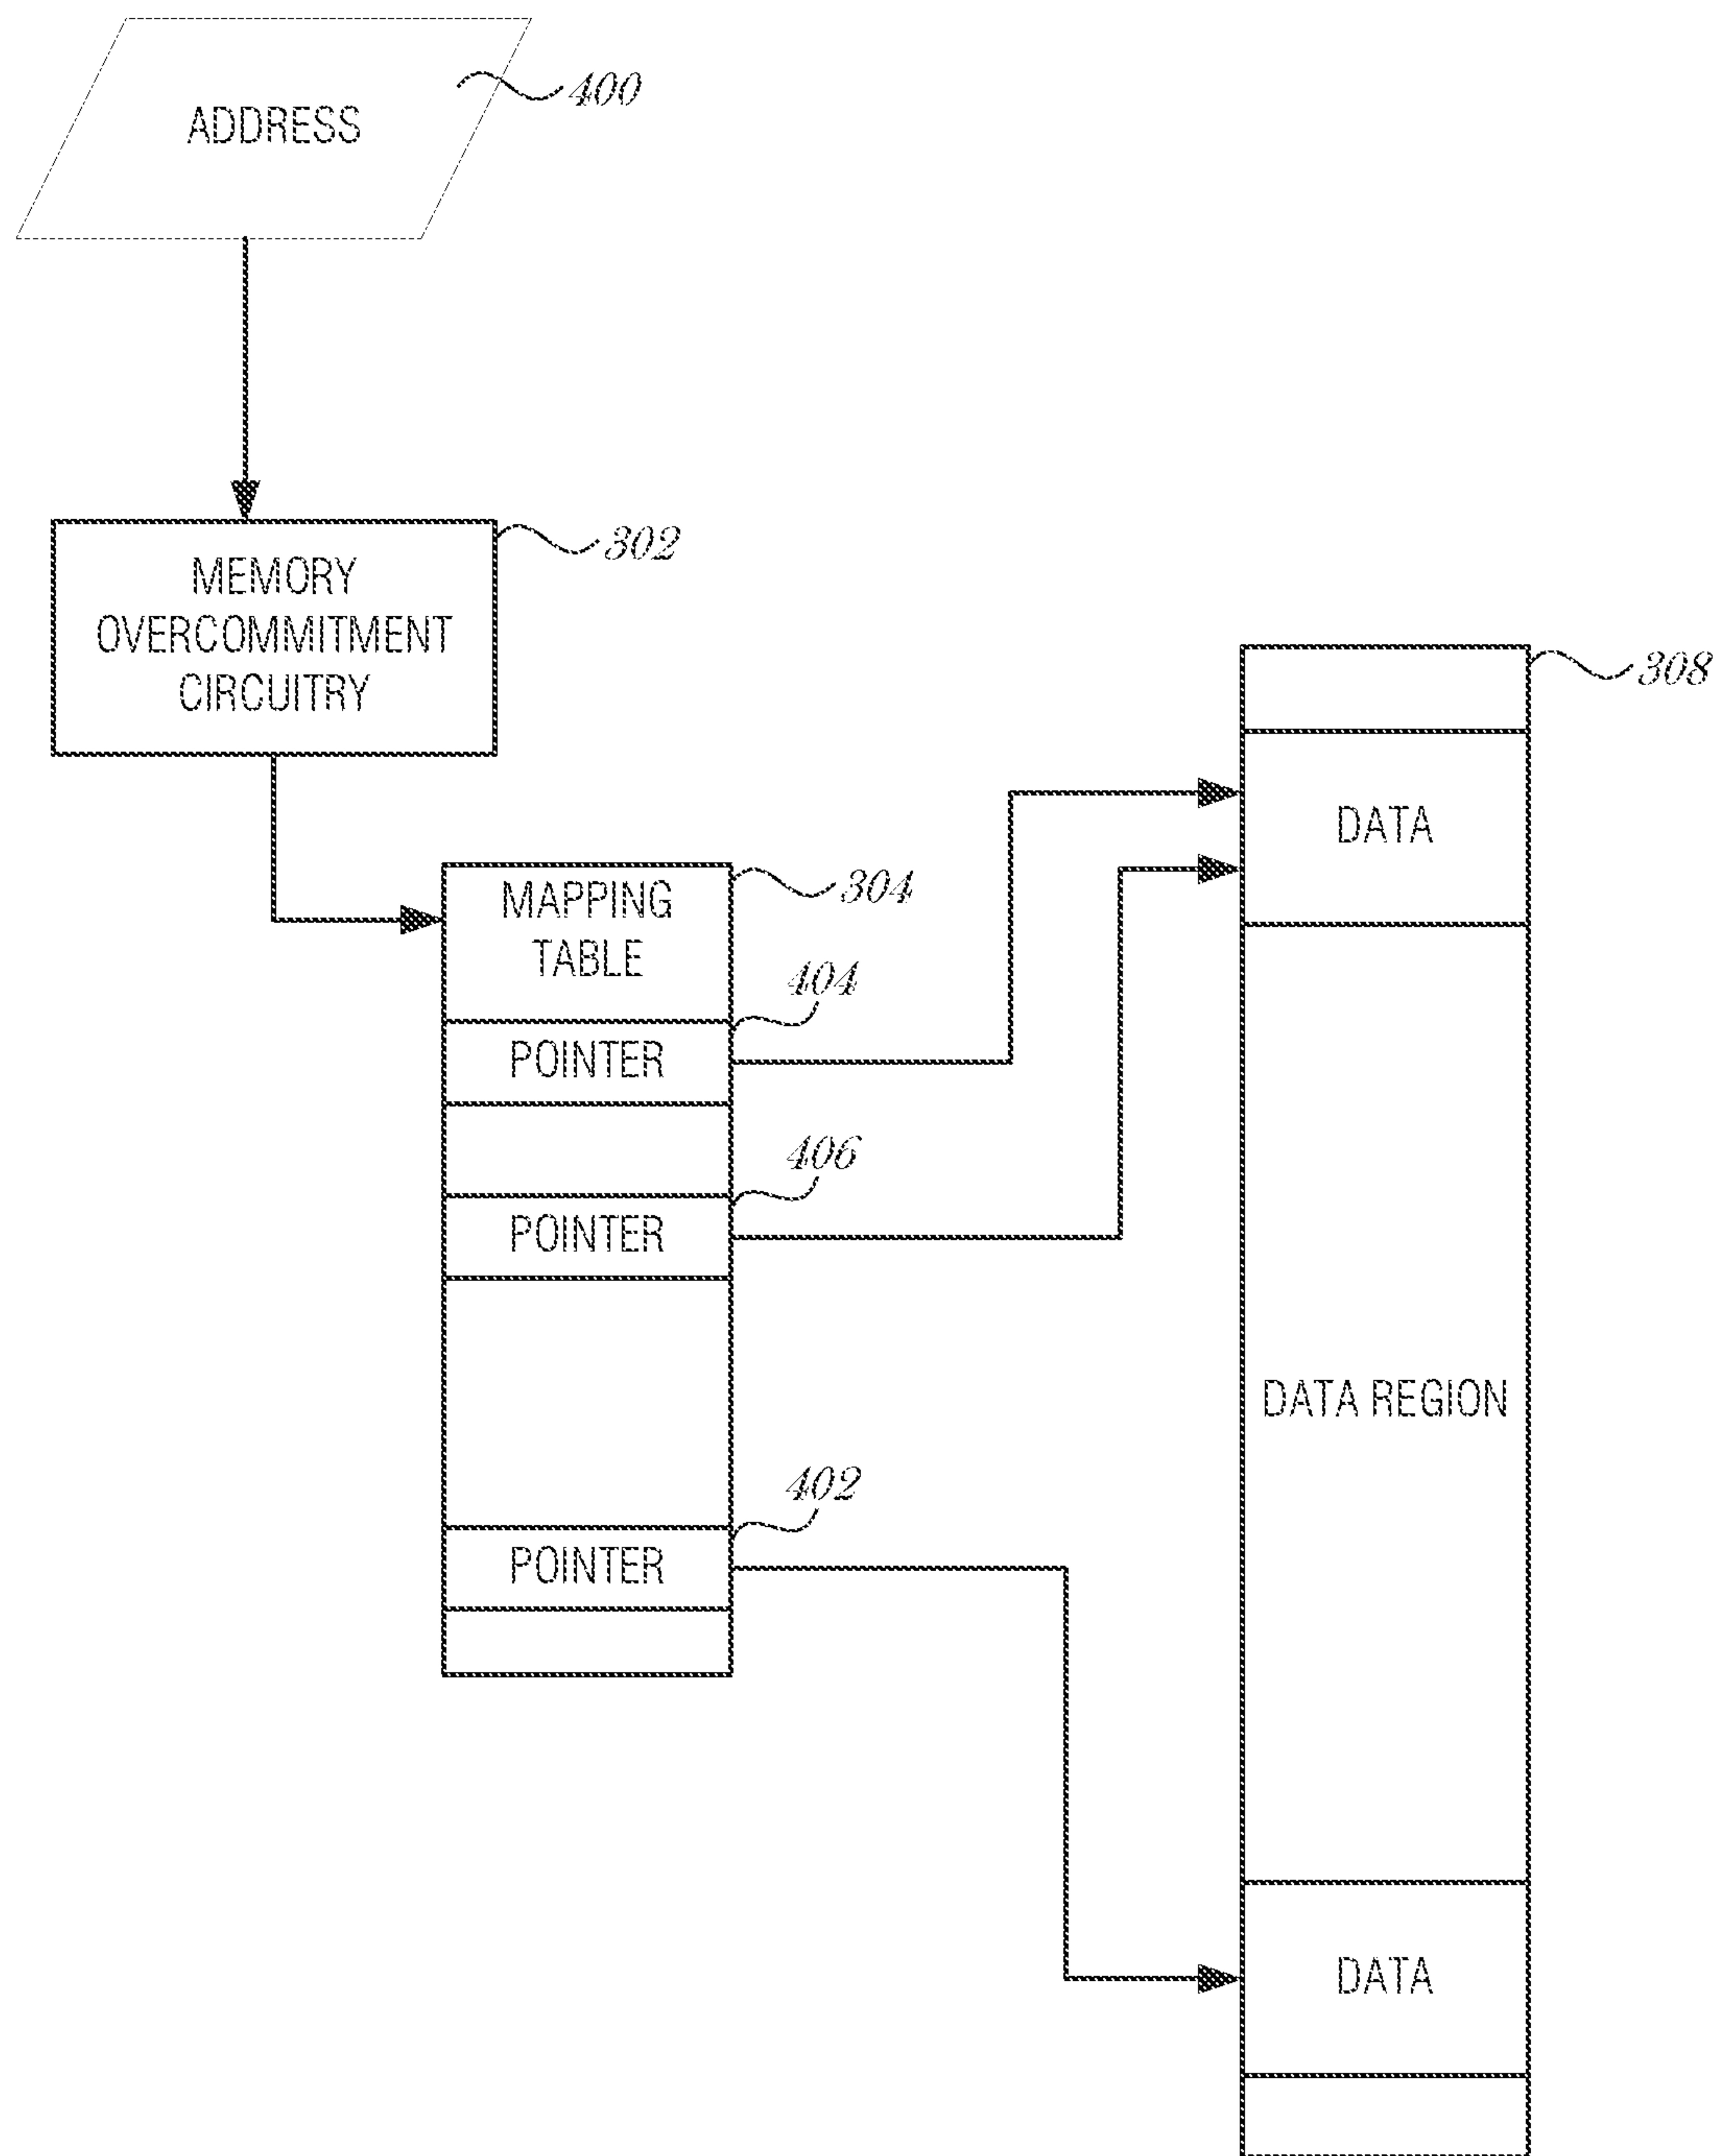 ADDRESS
400
MEMORY
OVERCOMMITMENT
CIRCUITRY
302
308
DATA
MAPPING
TABLE
304
404
POINTER
406
POINTER
DATA REGION
402
POINTER
DATA